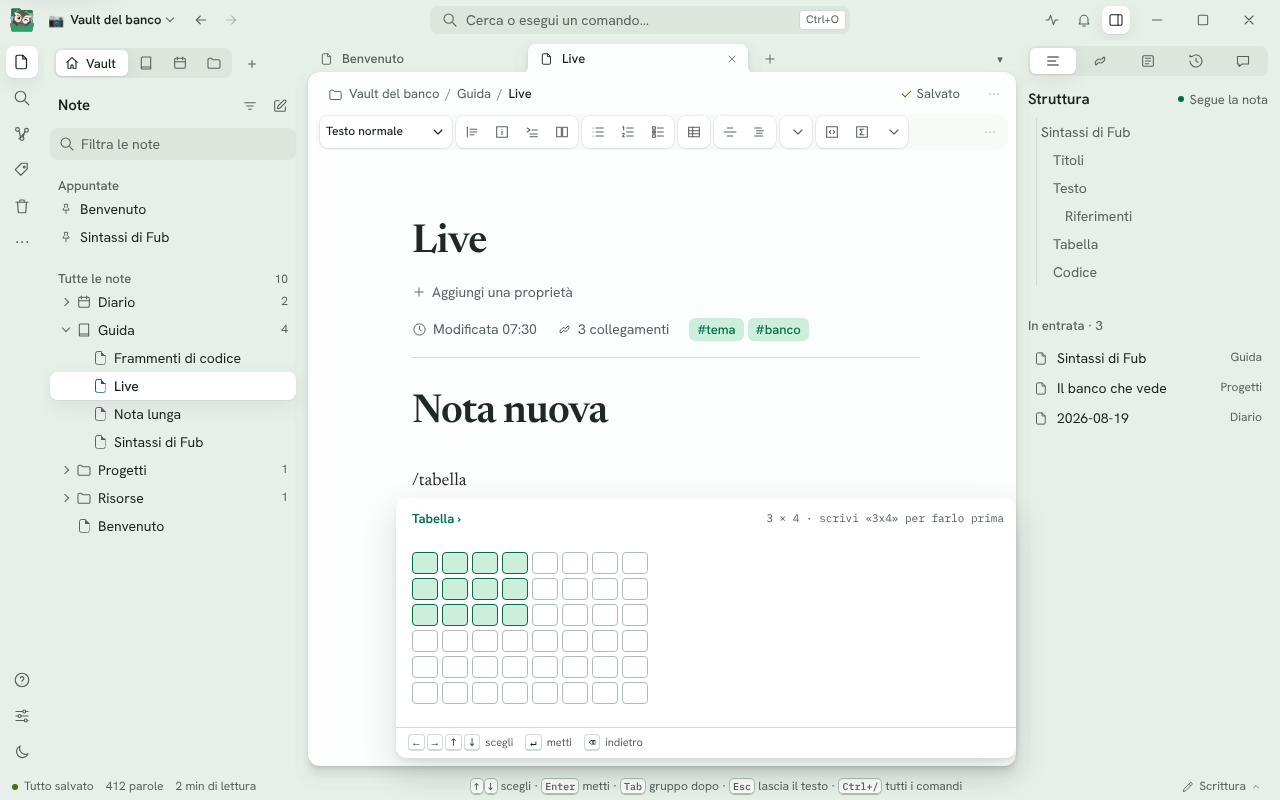 Vault del banco
Cerca o esegui un comando…
Ctrl+O
Vault
Note
Filtra le note
Appuntate
Benvenuto
Sintassi di Fub
Tutte le note 10
Diario 2
Guida 4
Frammenti di codice
Live
Nota lunga
Sintassi di Fub
Progetti 1
Risorse 1
Benvenuto
Benvenuto
Live
Vault del banco / Guida / Live
Salvato
Testo normale
Live
Aggiungi una proprietà
Modificata 07:30
3 collegamenti
#tema
#banco
Nota nuova
/tabella
Tabella ›
3 × 4 · scrivi «3x4» per farlo prima
← → ↑ ↓ scegli ↵ metti ⌫ indietro
Struttura
Segue la nota
Sintassi di Fub
Titoli
Testo
Riferimenti
Tabella
Codice
In entrata · 3
Sintassi di Fub Guida
Il banco che vede Progetti
2026-08-19 Diario
Tutto salvato 412 parole 2 min di lettura
↑ ↓ scegli · Enter metti · Tab gruppo dopo · Esc lascia il testo · Ctrl+/ tutti i comandi
Scrittura